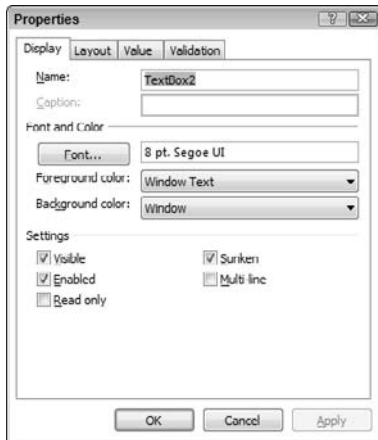 Properties
Display Layout Value Validation
Name: TextBox2
Caption:
Font and Color
Font... 8 pt. Segoe UI
Foreground color: Window Text
Background color: Window
Settings
Visible Sunken
Enabled Multi-line
Read only
OK Cancel Apply